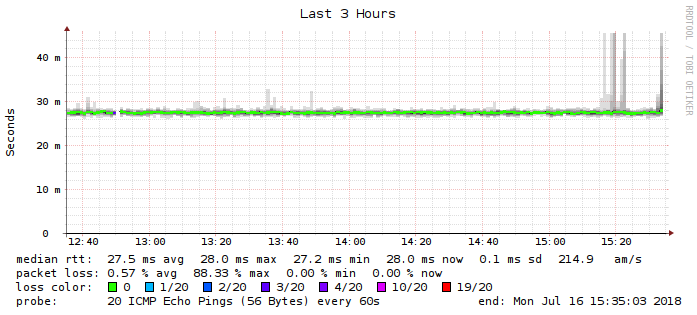 Last 3 Hours
RRDTOOL / TOBI OETIKER
Seconds
40 m
30 m
20 m
10 m
0
12:40 13:00 13:20 13:40 14:00 14:20 14:40 15:00 15:20
median rtt: 27.5 ms avg 28.0 ms max 27.2 ms min 28.0 ms now 0.1 ms sd 214.9 am/s
packet loss: 0.57 % avg 88.33 % max 0.00 % min 0.00 % now
loss color: 0 1/20 2/20 3/20 4/20 10/20 19/20
probe: 20 ICMP Echo Pings (56 Bytes) every 60s end: Mon Jul 16 15:35:03 2018